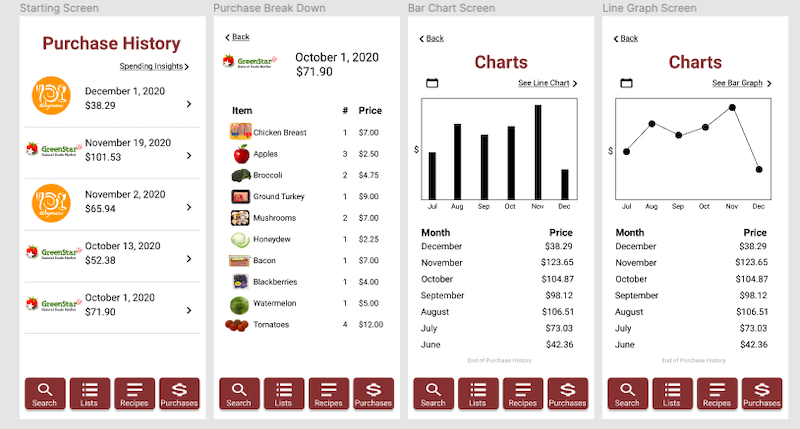 Starting Screen
Purchase History
Spending Insights
Wegmans
December 1, 2020
$38.29
GreenStar
Natural Foods Market
November 19, 2020
$101.53
Wegmans
November 2, 2020
$65.94
GreenStar
Natural Foods Market
October 13, 2020
$52.38
GreenStar
Natural Foods Market
October 1, 2020
$71.90
Search Lists Recipes Purchases
Purchase Break Down
Back
GreenStar
Natural Foods Market
October 1, 2020
$71.90
Item # Price
Chicken Breast 1 $7.00
Apples 3 $2.50
Broccoli 2 $4.75
Ground Turkey 1 $9.00
Mushrooms 2 $7.00
Honeydew 1 $2.25
Bacon 1 $7.00
Blackberries 1 $4.00
Watermelon 1 $5.00
Tomatoes 4 $12.00
Search Lists Recipes Purchases
Bar Chart Screen
Back
Charts
See Line Chart
$
Jul Aug Sep Oct Nov Dec
Month Price
December $38.29
November $123.65
October $104.87
September $98.12
August $106.51
July $73.03
June $42.36
End of Purchase History
Search Lists Recipes Purchases
Line Graph Screen
Back
Charts
See Bar Graph
$
Jul Aug Sep Oct Nov Dec
Month Price
December $38.29
November $123.65
October $104.87
September $98.12
August $106.51
July $73.03
June $42.36
End of Purchase History
Search Lists Recipes Purchases